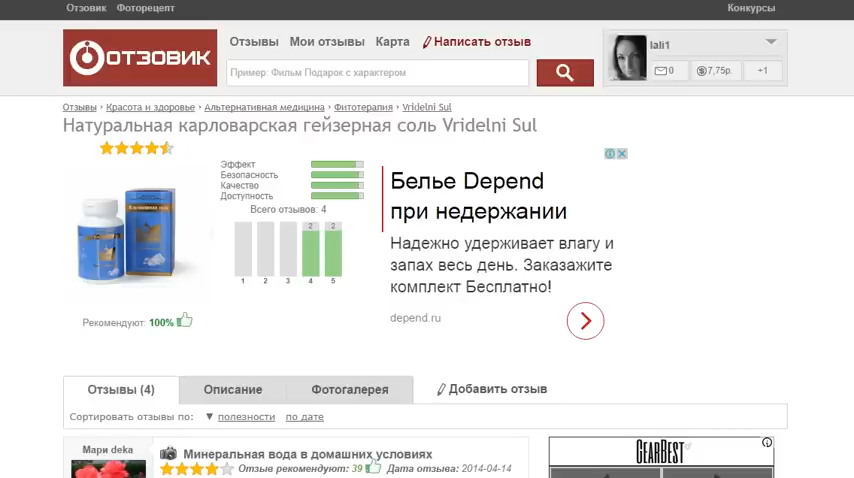 Отзовик Фоторецепт Конкурсы
ОТЗОВИК
Отзывы Мои отзывы Карта Написать отзыв
Пример: Фильм Подарок с характером
lali1
0 7,75р. +1
Отзывы › Красота и здоровье › Альтернативная медицина › Фитотерапия › Vridelni Sul
Натуральная карловарская гейзерная соль Vridelni Sul
Эффект
Безопасность
Качество
Доступность
Всего отзывов: 4
2 2
1 2 3 4 5
Рекомендуют: 100%
Белье Depend
при недержании
Надежно удерживает влагу и
запах весь день. Закажите
комплект Бесплатно!
depend.ru
Отзывы (4) Описание Фотогалерея Добавить отзыв
Сортировать отзывы по: ▼ полезности по дате
Мари deka
Минеральная вода в домашних условиях
Отзыв рекомендуют: 39 Дата отзыва: 2014-04-14
GEARBEST